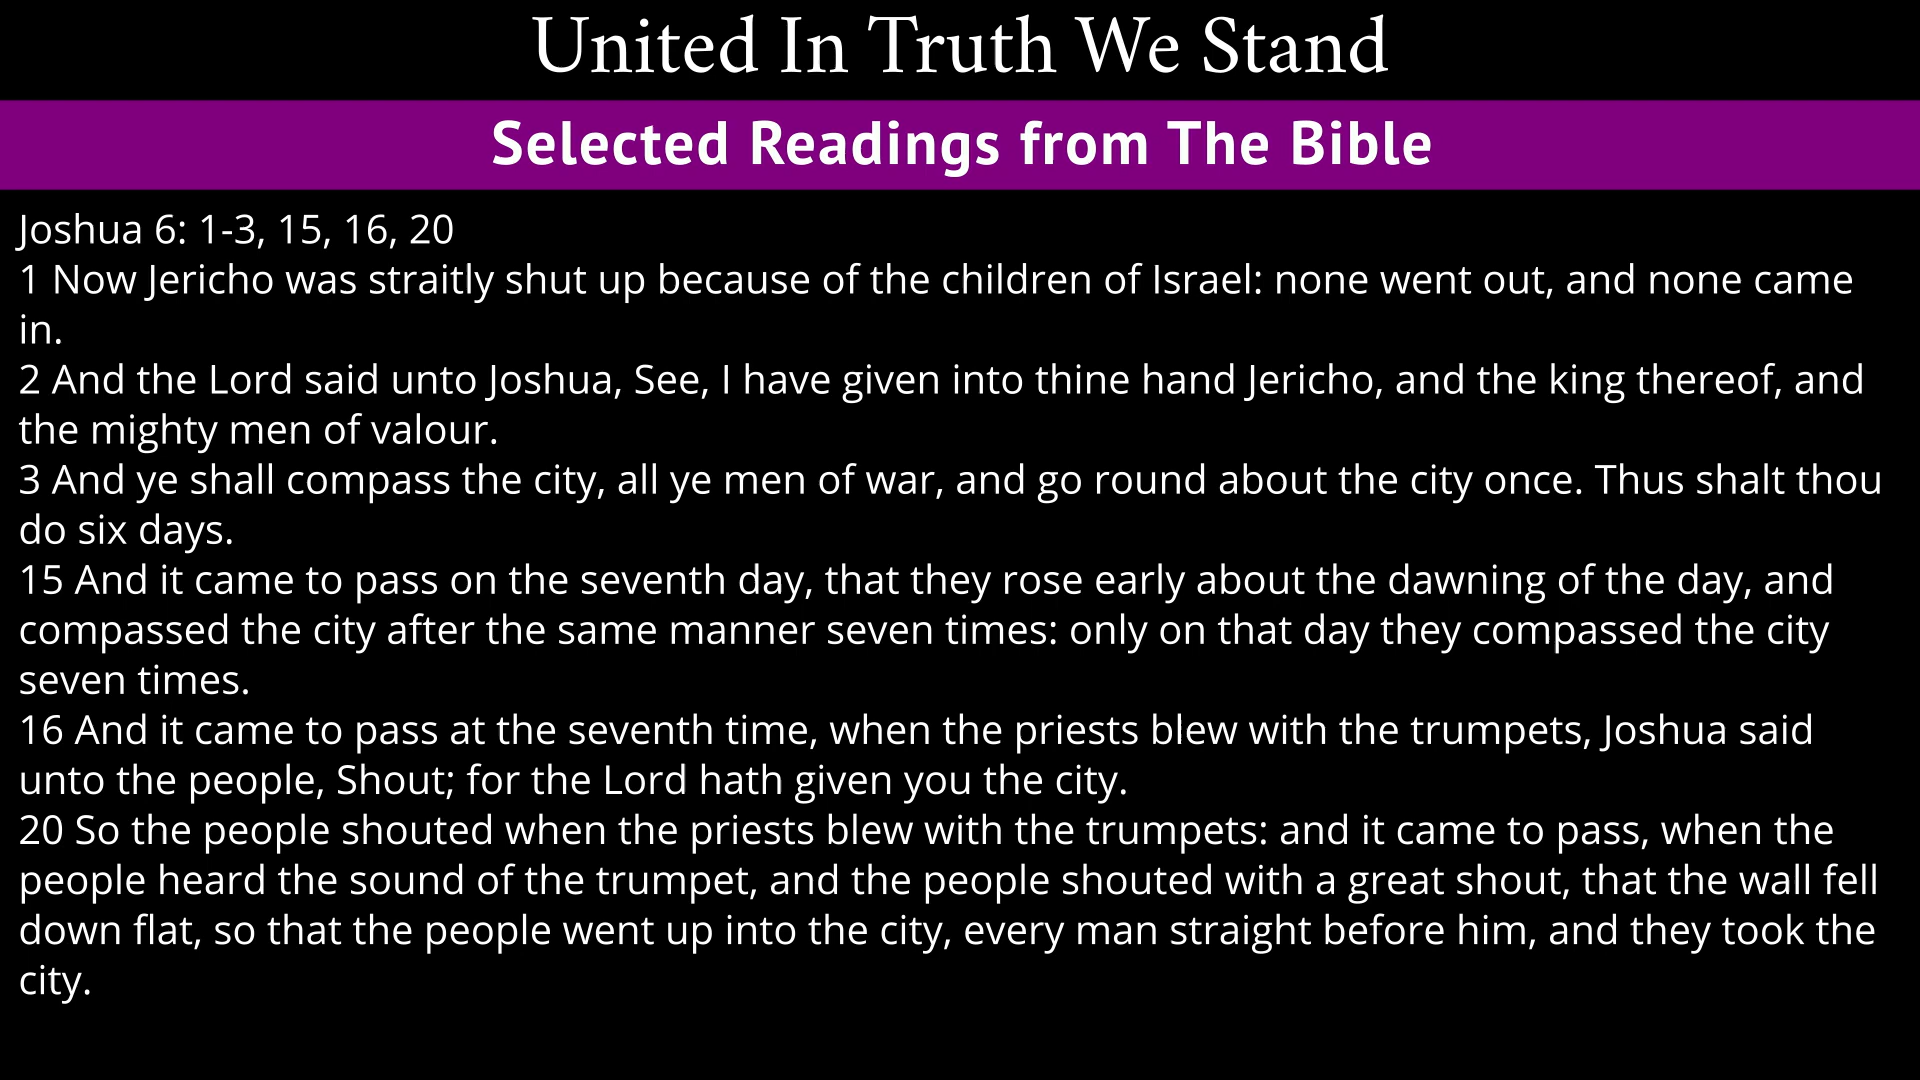 United In Truth We Stand
Selected Readings from The Bible
Joshua 6: 1-3, 15, 16, 20
1 Now Jericho was straitly shut up because of the children of Israel: none went out, and none came
in.
2 And the Lord said unto Joshua, See, I have given into thine hand Jericho, and the king thereof, and
the mighty men of valour.
3 And ye shall compass the city, all ye men of war, and go round about the city once. Thus shalt thou
do six days.
15 And it came to pass on the seventh day, that they rose early about the dawning of the day, and
compassed the city after the same manner seven times: only on that day they compassed the city
seven times.
16 And it came to pass at the seventh time, when the priests blew with the trumpets, Joshua said
unto the people, Shout; for the Lord hath given you the city.
20 So the people shouted when the priests blew with the trumpets: and it came to pass, when the
people heard the sound of the trumpet, and the people shouted with a great shout, that the wall fell
down flat, so that the people went up into the city, every man straight before him, and they took the
city.